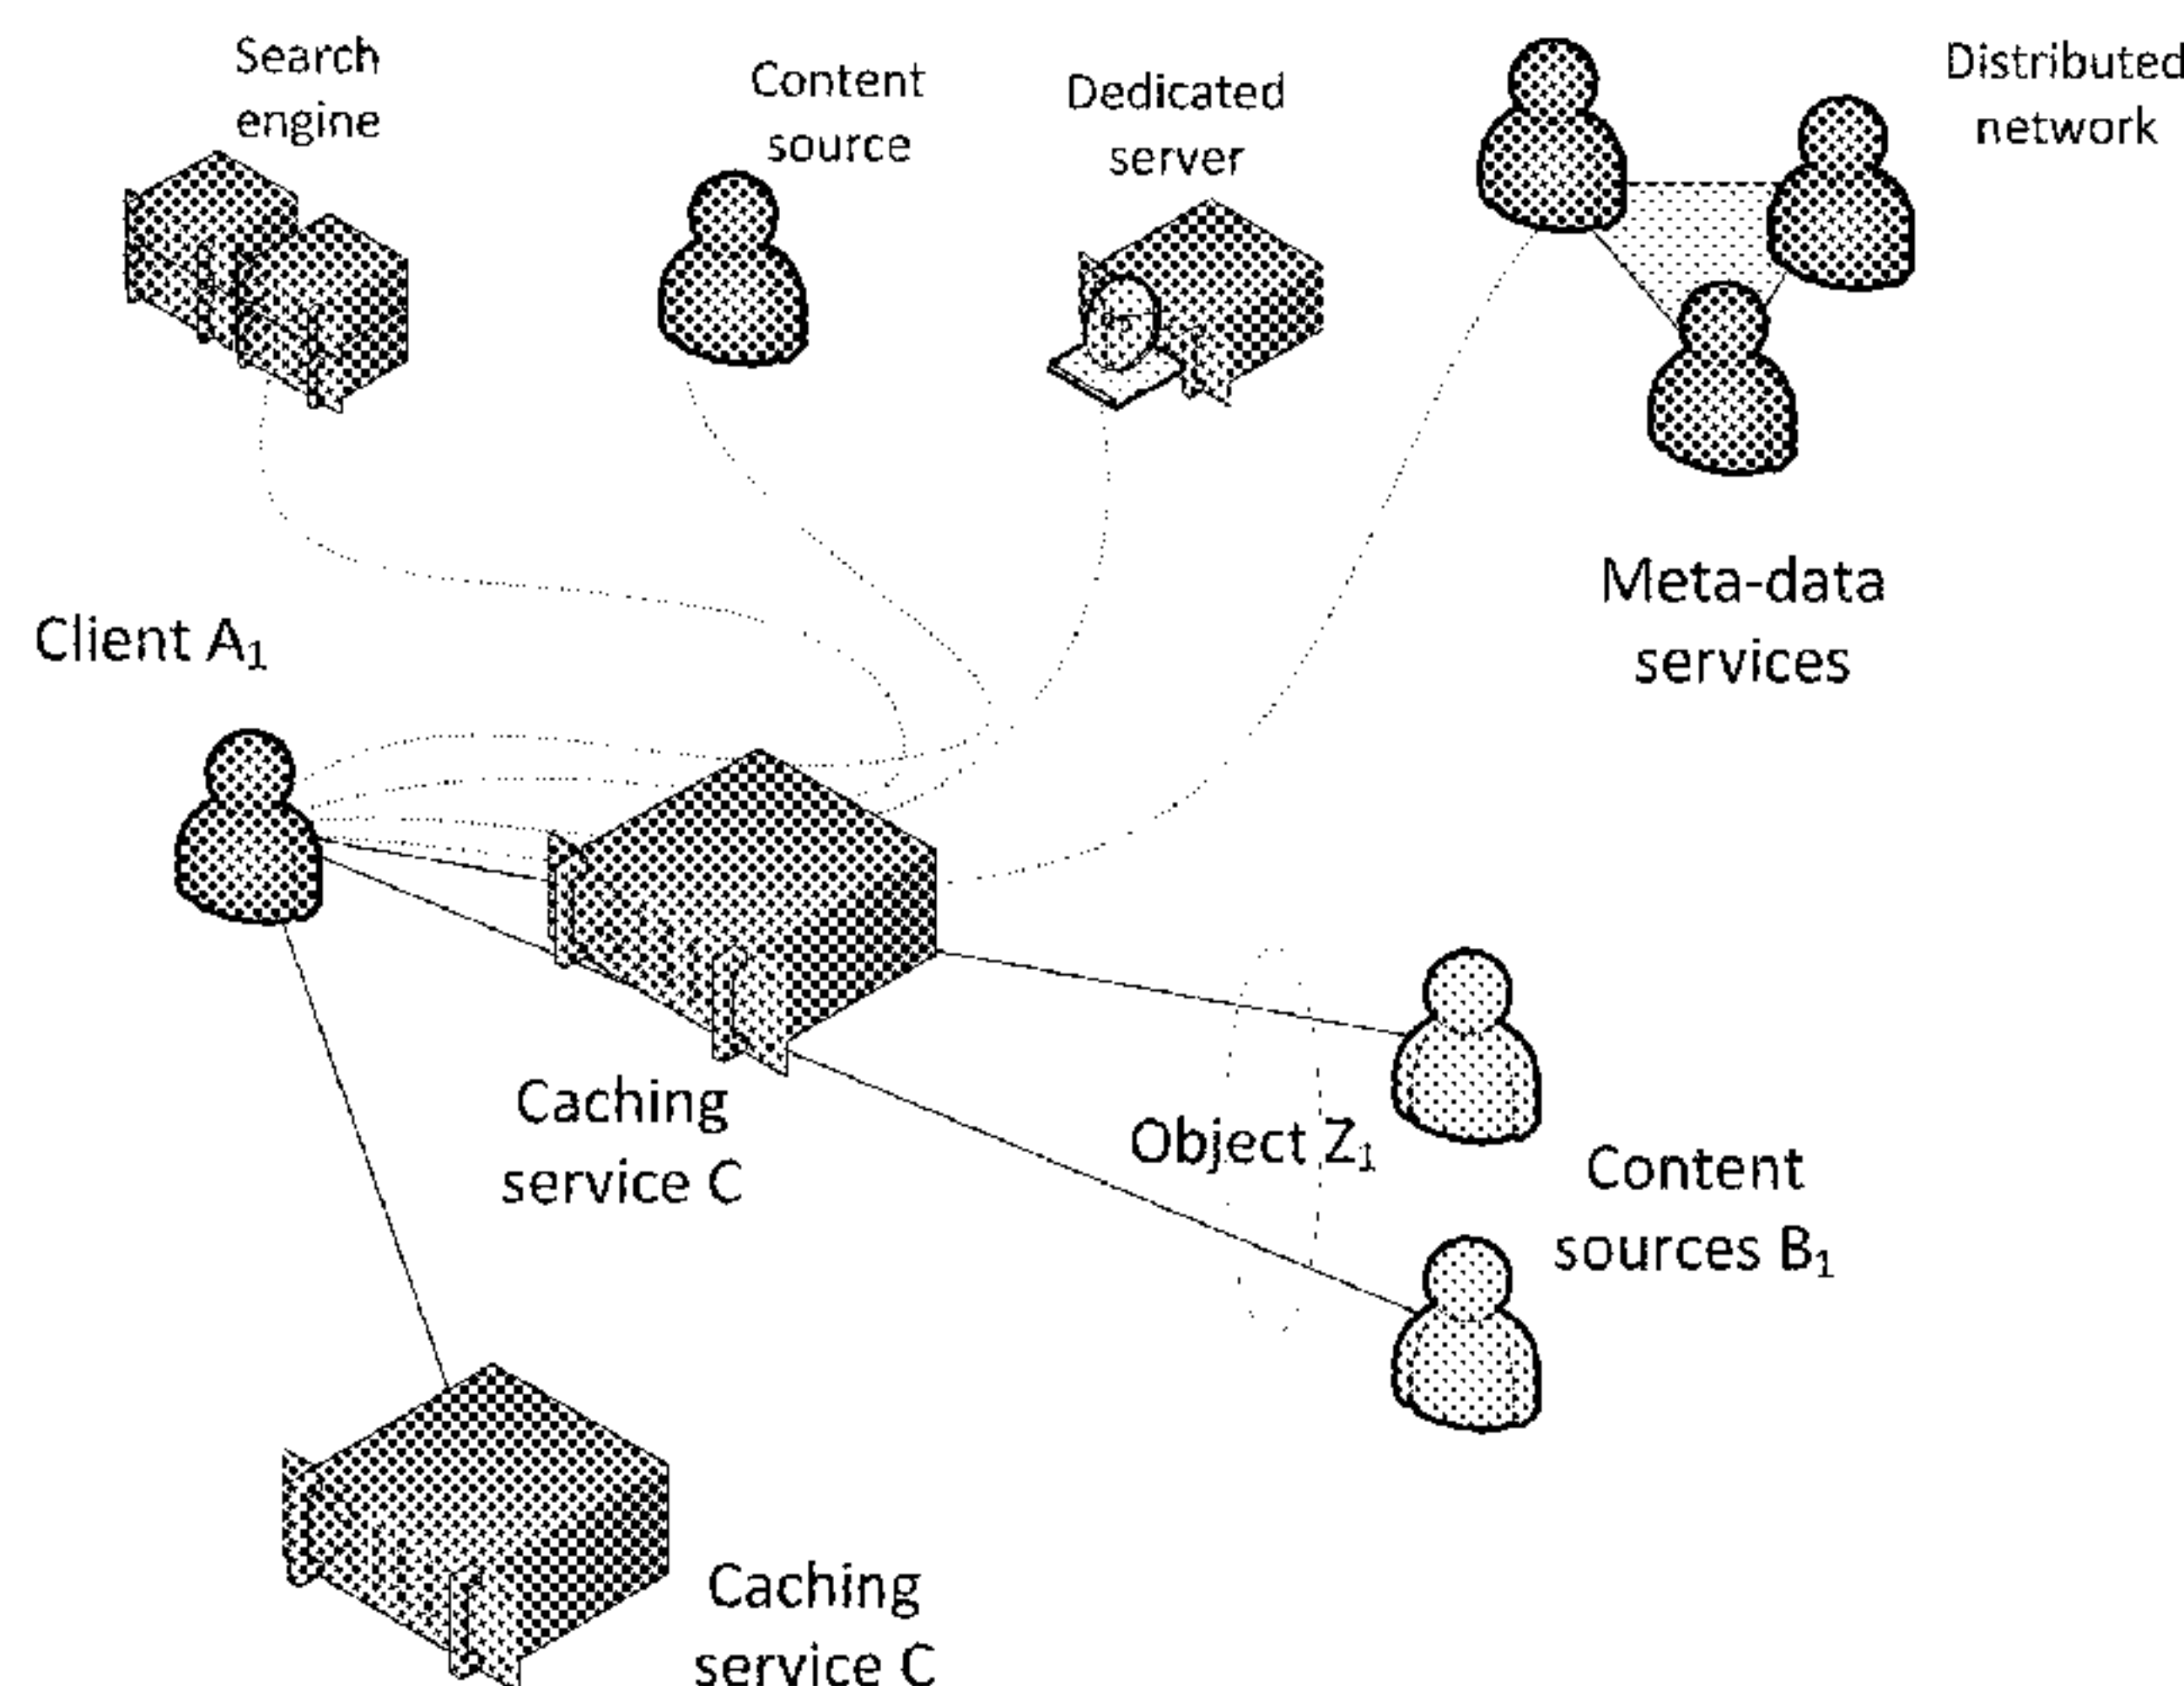 Search
engine
Content
source
Dedicated
server
Distributed
network
Meta-data
services
Client A₁
Caching
service C
Object Z₁
Content
sources B₁
Caching
service C